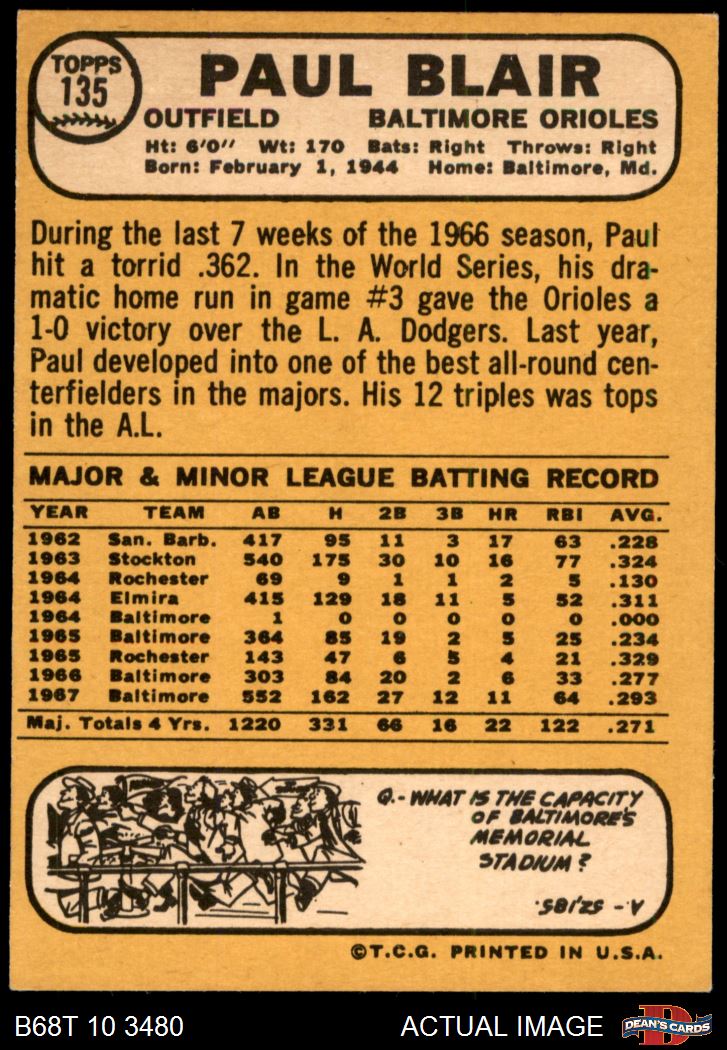 TOPPS
135
PAUL BLAIR
OUTFIELD BALTIMORE ORIOLES
Ht: 6'0" Wt: 170 Bats: Right Throws: Right
Born: February 1, 1944 Home: Baltimore, Md.
During the last 7 weeks of the 1966 season, Paul
hit a torrid .362. In the World Series, his dra-
matic home run in game #3 gave the Orioles a
1-0 victory over the L. A. Dodgers. Last year,
Paul developed into one of the best all-round cen-
terfielders in the majors. His 12 triples was tops
in the A.L.
MAJOR & MINOR LEAGUE BATTING RECORD
YEAR TEAM AB H 2B 3B HR RBI AVG.
1962 San. Barb. 417 95 11 3 17 63 .228
1963 Stockton 540 175 30 10 16 77 .324
1964 Rochester 69 9 1 1 2 5 .130
1964 Elmira 415 129 18 11 5 52 .311
1964 Baltimore 1 0 0 0 0 0 .000
1965 Baltimore 364 85 19 2 5 25 .234
1965 Rochester 143 47 6 5 4 21 .329
1966 Baltimore 303 84 20 2 6 33 .277
1967 Baltimore 552 162 27 12 11 64 .293
Maj. Totals 4 Yrs. 1220 331 66 16 22 122 .271
Q.- WHAT IS THE CAPACITY
OF BALTIMORE'S
MEMORIAL
STADIUM?
A- 52,185.
©T.C.G. PRINTED IN U.S.A.
B68T 10 3480 ACTUAL IMAGE
DEAN'S CARDS